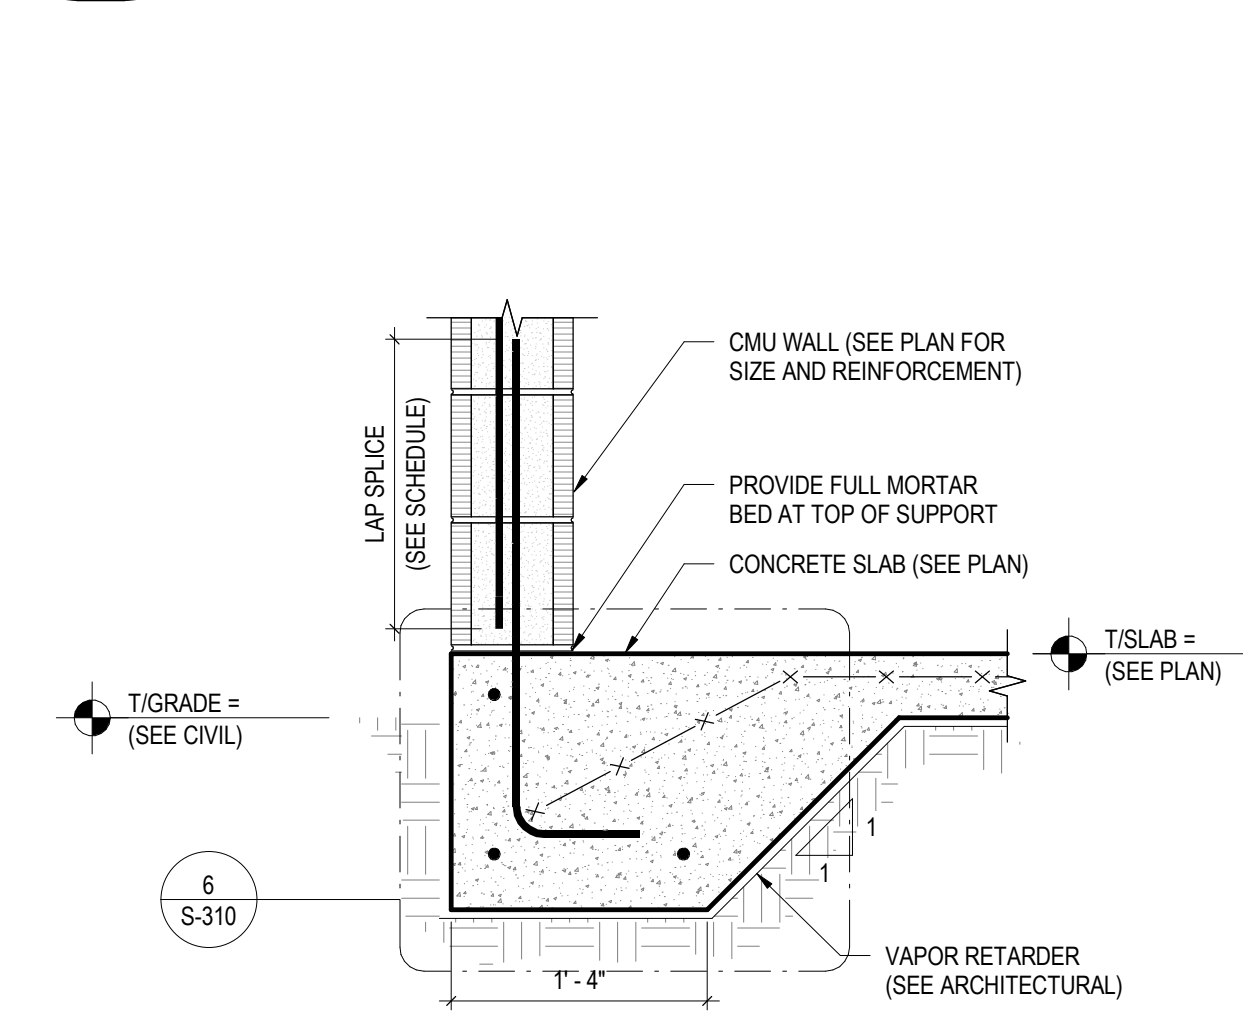 CMU WALL (SEE PLAN FOR
SIZE AND REINFORCEMENT)
LAP SPLICE
(SEE SCHEDULE)
PROVIDE FULL MORTAR
BED AT TOP OF SUPPORT
CONCRETE SLAB (SEE PLAN)
T/SLAB =
(SEE PLAN)
T/GRADE =
(SEE CIVIL)
1
1
6
S-310
VAPOR RETARDER
(SEE ARCHITECTURAL)
1' - 4"